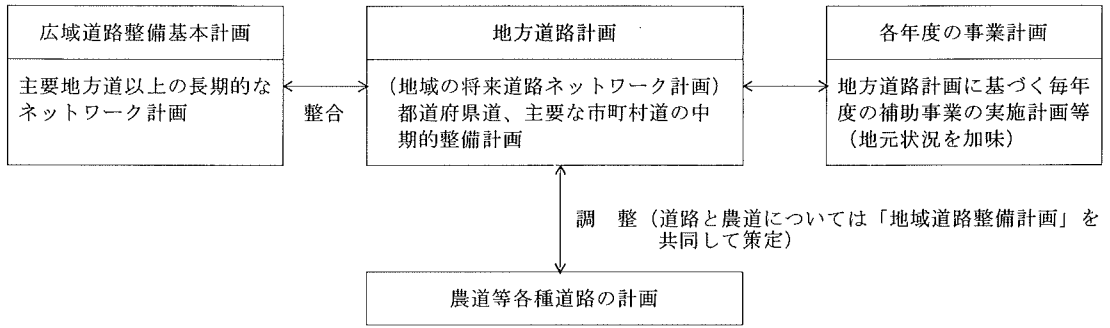 広域道路整備基本計画
主要地方道以上の長期的な
ネットワーク計画
整合
地方道路計画
(地域の将来道路ネットワーク計画)
都道府県道、主要な市町村道の中
期的整備計画
各年度の事業計画
地方道路計画に基づく毎年
度の補助事業の実施計画等
(地元状況を加味)
調 整(道路と農道については「地域道路整備計画」を
共同して策定)
農道等各種道路の計画